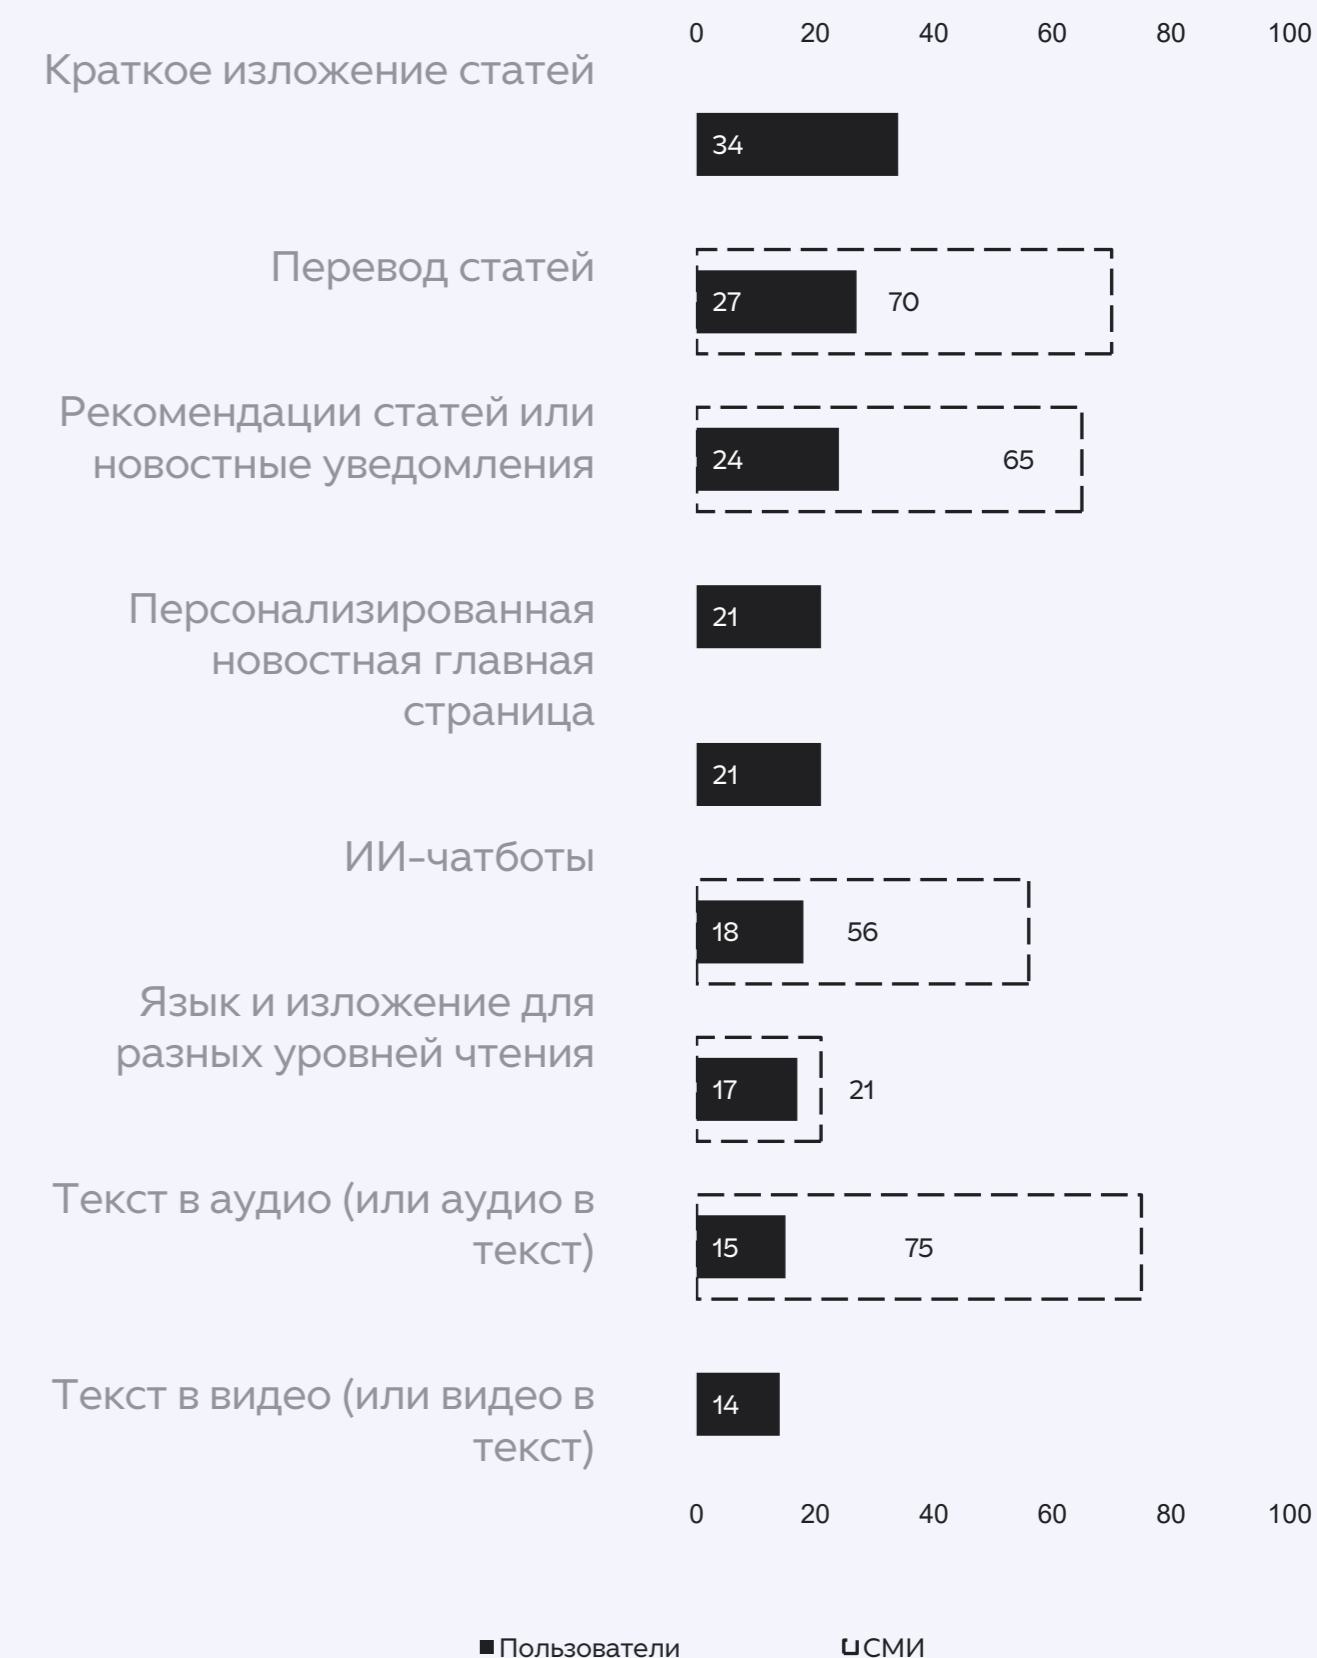 0 20 40 60 80 100
Краткое изложение статей
34
Перевод статей
27 70
Рекомендации статей или
новостные уведомления
24 65
Персонализированная
новостная главная
страница
21
21
ИИ-чатботы
18 56
Язык и изложение для
разных уровней чтения
17 21
Текст в аудио (или аудио в
текст)
15 75
Текст в видео (или видео в
текст)
14
0 20 40 60 80 100
Пользователи СМИ